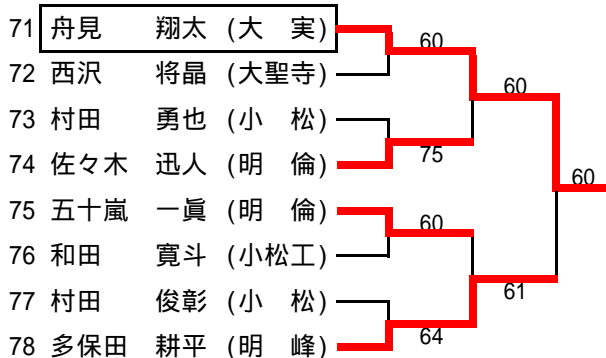 71 舟見 翔太 (大 実)
60
72 西沢 将晶 (大聖寺)
60
73 村田 勇也 (小 松)
75
74 佐々木 迅人 (明 倫)
60
75 五十嵐 一眞 (明 倫)
60
76 和田 寛斗 (小松工)
61
77 村田 俊彰 (小 松)
64
78 多保田 耕平 (明 峰)